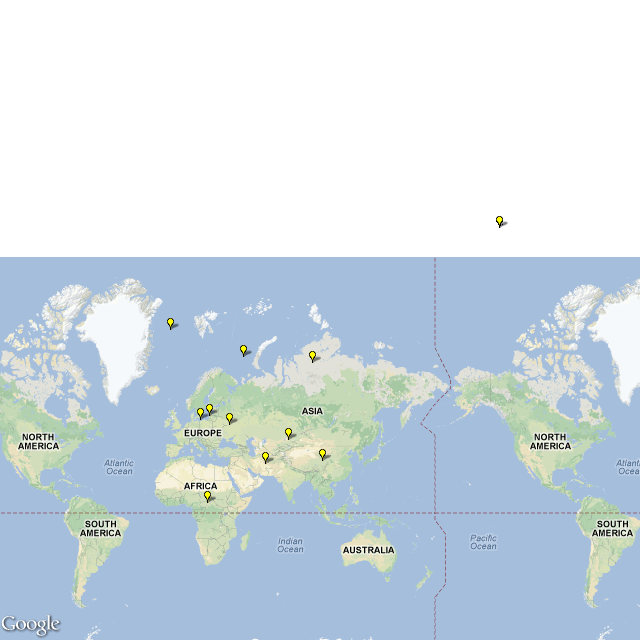 ASIA
EUROPE
NORTH
AMERICA
NORTH
AMERICA
Atlantic
Ocean
Atlanti
Ocean
AFRICA
SOUTH
AMERICA
SOUTH
AMERICA
Indian
Ocean
AUSTRALIA
Pacific
Ocean
Google